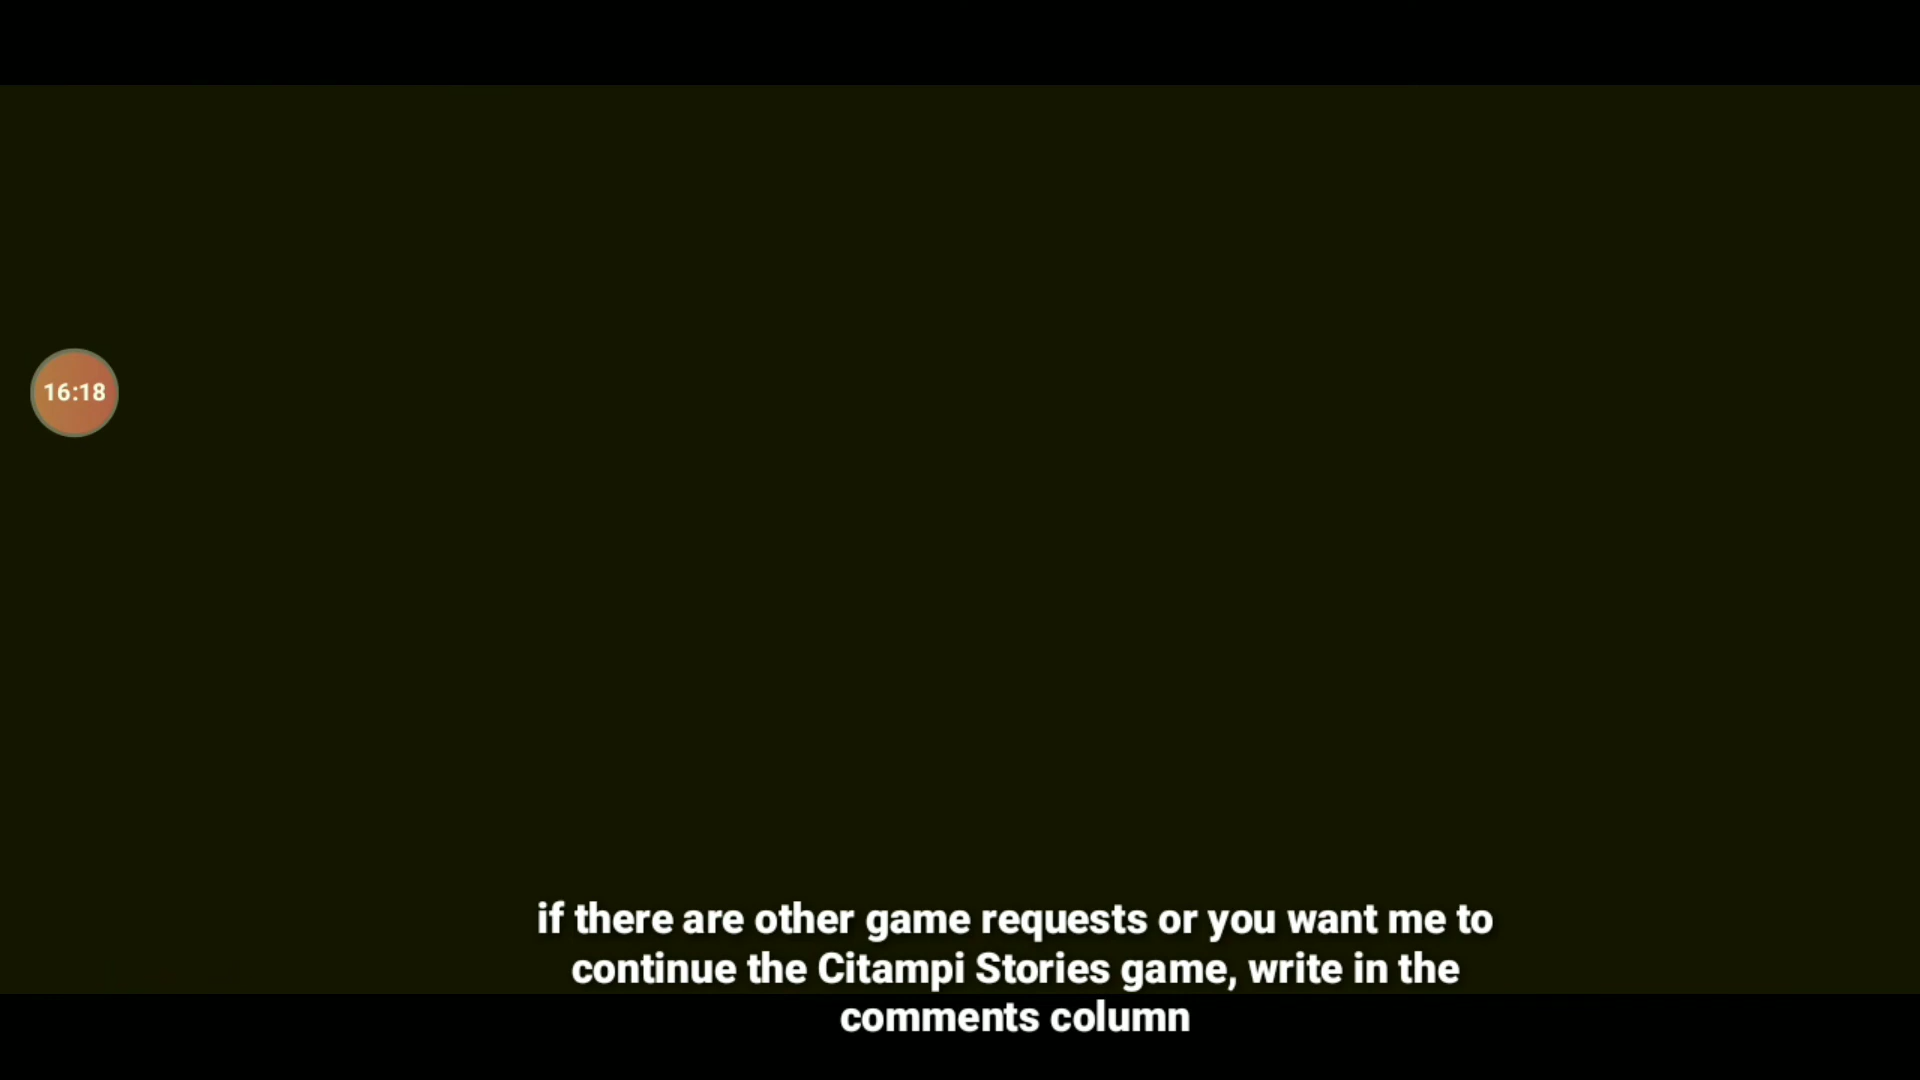 16:18
if there are other game requests or you want me to
continue the Citampi Stories game, write in the
comments column